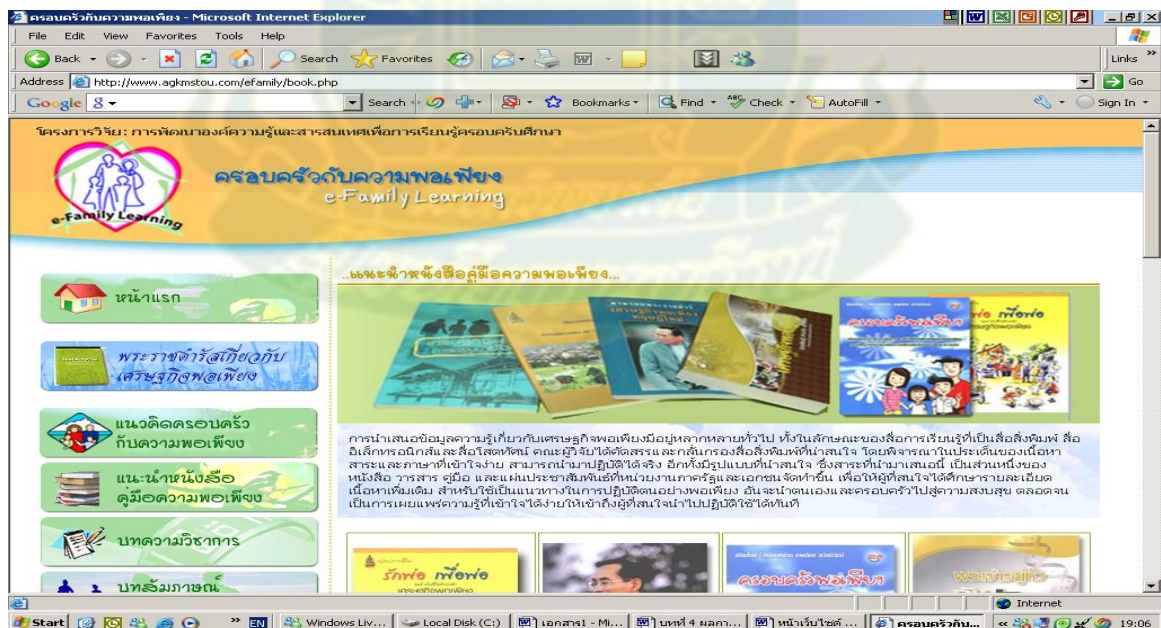 ครอบครัวกับความพอเพียง - Microsoft Internet Explorer
File Edit View Favorites Tools Help
Back Search Favorites
Links
Address http://www.agkmstou.com/efamily/book.php Go
Google Search Bookmarks Find Check AutoFill Sign In
โครงการวิจัย: การพัฒนาองค์ความรู้และสารสนเทศเพื่อการเรียนรู้ครอบครับศึกษา
ครอบครัวกับความพอเพียง
e-Family Learning
e-Family Learning
หน้าแรก
พระราชดำรัสเกี่ยวกับ
เศรษฐกิจพอเพียง
แนวคิดครอบครัว
กับความพอเพียง
แนะนำหนังสือ
คู่มือความพอเพียง
บทความวิชาการ
บทสัมภาษณ์
..แนะนำหนังสือคู่มือความพอเพียง...
ครอบครัวพอเพียง
พ่อ เพื่อพ่อ
การนำเสนอข้อมูลความรู้เกี่ยวกับเศรษฐกิจพอเพียงมีอยู่หลากหลายทั่วไป ทั้งในลักษณะของสื่อการเรียนรู้ที่เป็นสื่อสิ่งพิมพ์ สื่อ
อิเล็กทรอนิกส์และสื่อโสตทัศน์ คณะผู้วิจัยได้คัดสรรและกลั่นกรองสื่อสิ่งพิมพ์ที่น่าสนใจ โดยพิจารณาในประเด็นของเนื้อหา
สาระและภาษาที่เข้าใจง่าย สามารถนำมาปฏิบัติได้จริง อีกทั้งมีรูปแบบที่น่าสนใจ ซึ่งสาระที่นำมาเสนอนี้ เป็นส่วนหนึ่งของ
หนังสือ วารสาร คู่มือ และแผ่นประชาสัมพันธ์ที่หน่วยงานภาครัฐและเอกชนจัดทำขึ้น เพื่อให้ผู้ที่สนใจได้ศึกษารายละเอียด
เนื้อหาเพิ่มเติม สำหรับใช้เป็นแนวทางในการปฏิบัติตนอย่างพอเพียง อันจะนำตนเองและครอบครัวไปสู่ความสงบสุข ตลอดจน
เป็นการเผยแพร่ความรู้ที่เข้าใจได้ง่ายให้เข้าถึงผู้ที่สนใจนำไปปฏิบัติใช้ได้ทันที
รักพ่อ เพื่อพ่อ
ครอบครัวพอเพียง
Internet
Start EN Windows Liv... Local Disk (C:) เอกสาร1 - Mi... บทที่ 4 ผลกา... หน้าเว็บไซต์ ... ครอบครัวกับ... 19:06